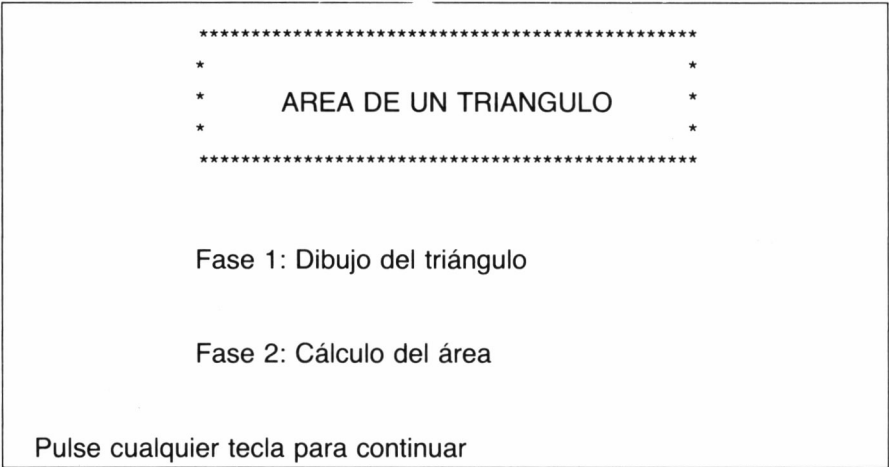 ************************************************
* *
* AREA DE UN TRIANGULO *
* *
************************************************
Fase 1: Dibujo del triángulo
Fase 2: Cálculo del área
Pulse cualquier tecla para continuar